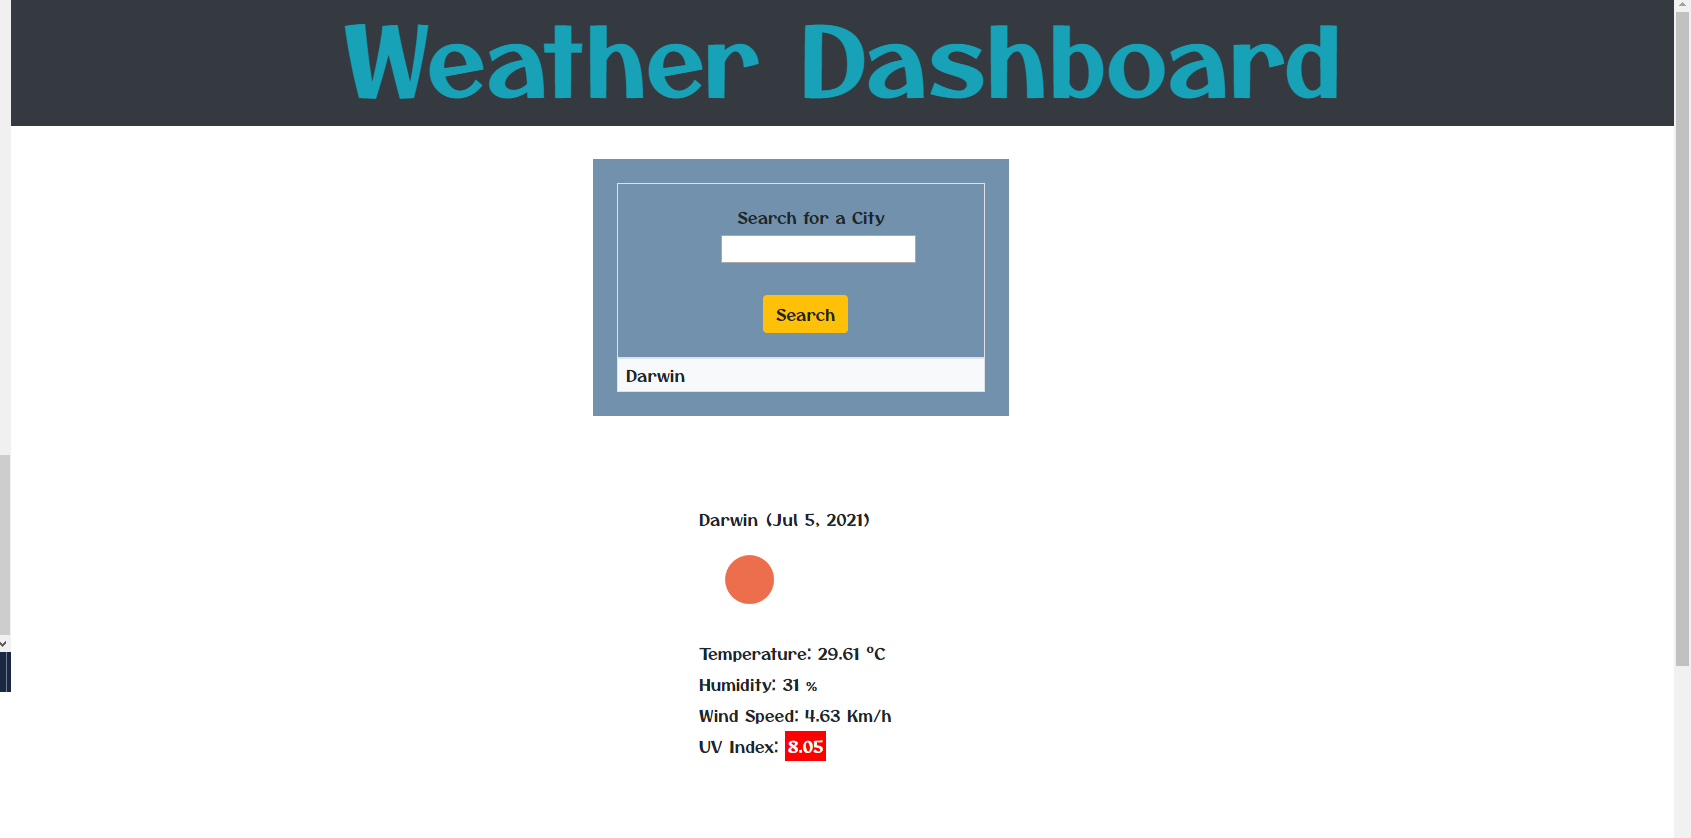 Weather Dashboard
Search for a City
Search
Darwin
Darwin (Jul 5, 2021)
Temperature: 29.61 °C
Humidity: 31 %
Wind Speed: 4.63 Km/h
UV Index: 8.05